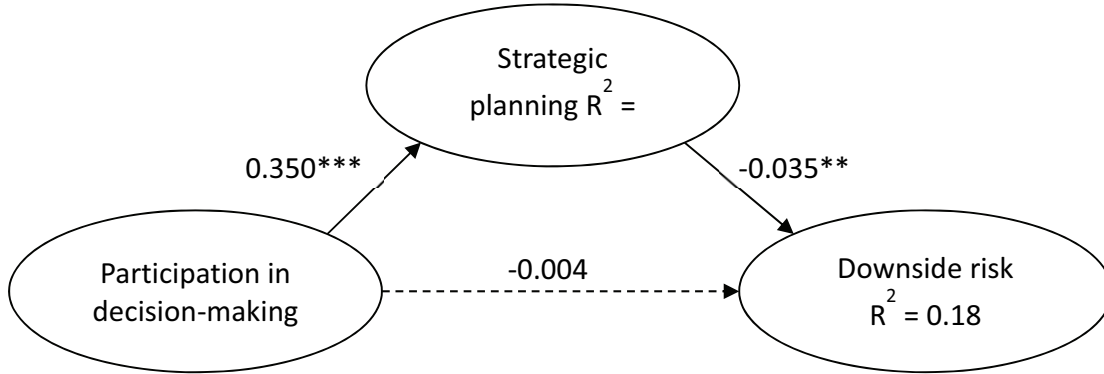 Strategic
planning R² =
0.350***
-0.035**
Participation in
decision-making
-0.004
Downside risk
R² = 0.18